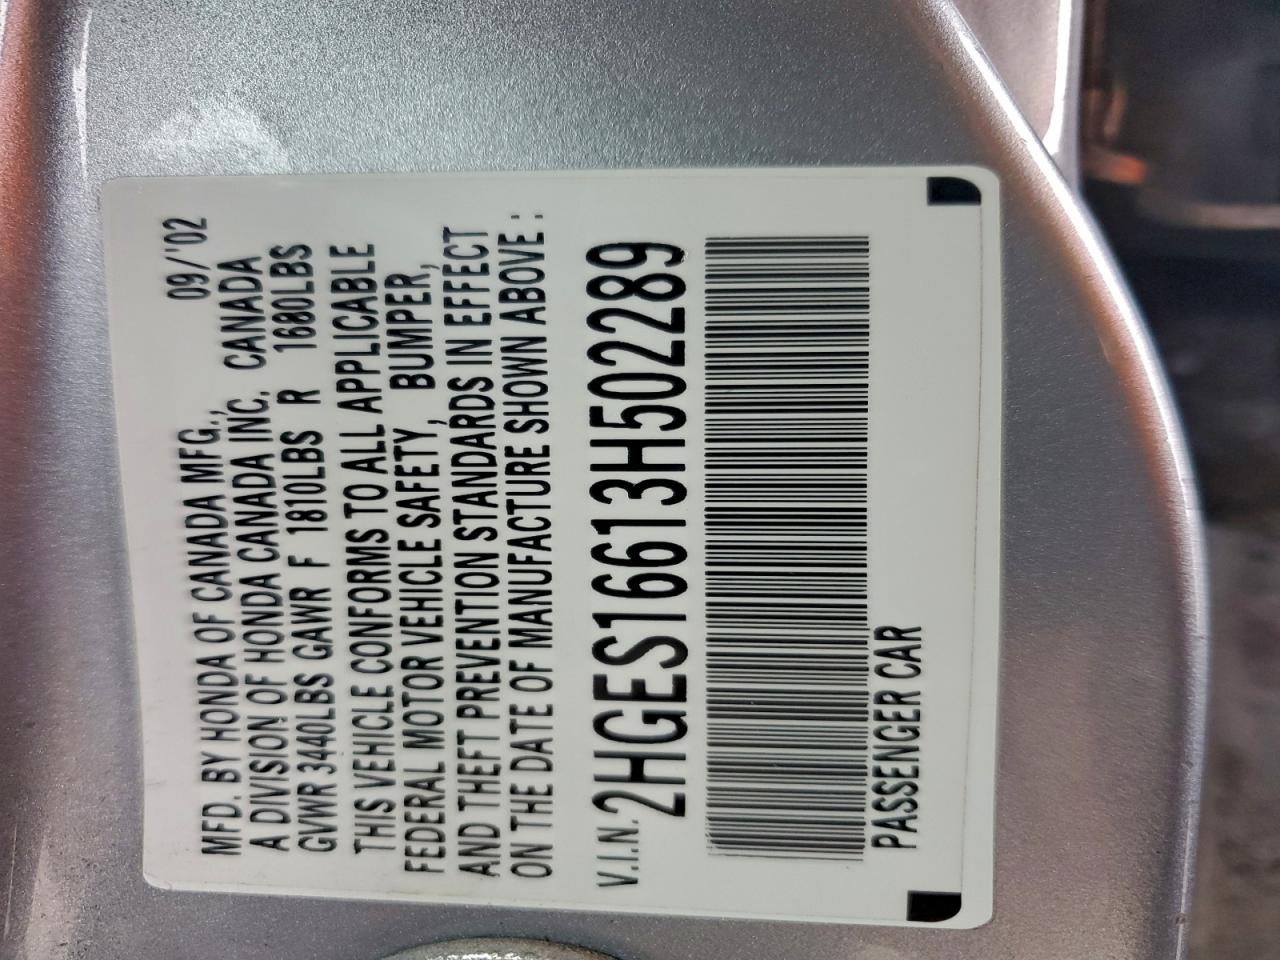 MFD. BY HONDA OF CANADA MFG., 09/'02
A DIVISION OF HONDA CANADA INC. CANADA
GVWR 3440LBS GAWR F 1810LBS R 1680LBS
THIS VEHICLE CONFORMS TO ALL APPLICABLE
FEDERAL MOTOR VEHICLE SAFETY, BUMPER,
AND THEFT PREVENTION STANDARDS IN EFFECT
ON THE DATE OF MANUFACTURE SHOWN ABOVE :
V.I.N.: 2HGES16613H502289
PASSENGER CAR